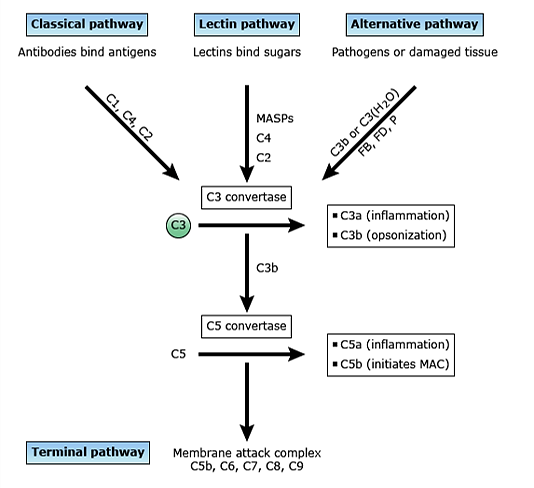 Classical pathway
Lectin pathway
Alternative pathway
Antibodies bind antigens
Lectins bind sugars
Pathogens or damaged tissue
C1, C4, C2
MASPs
C4
C2
C3b or C3(H₂O)
FB, FD, P
C3 convertase
C3
▪ C3a (inflammation)
▪ C3b (opsonization)
C3b
C5 convertase
C5
▪ C5a (inflammation)
▪ C5b (initiates MAC)
Terminal pathway
Membrane attack complex
C5b, C6, C7, C8, C9